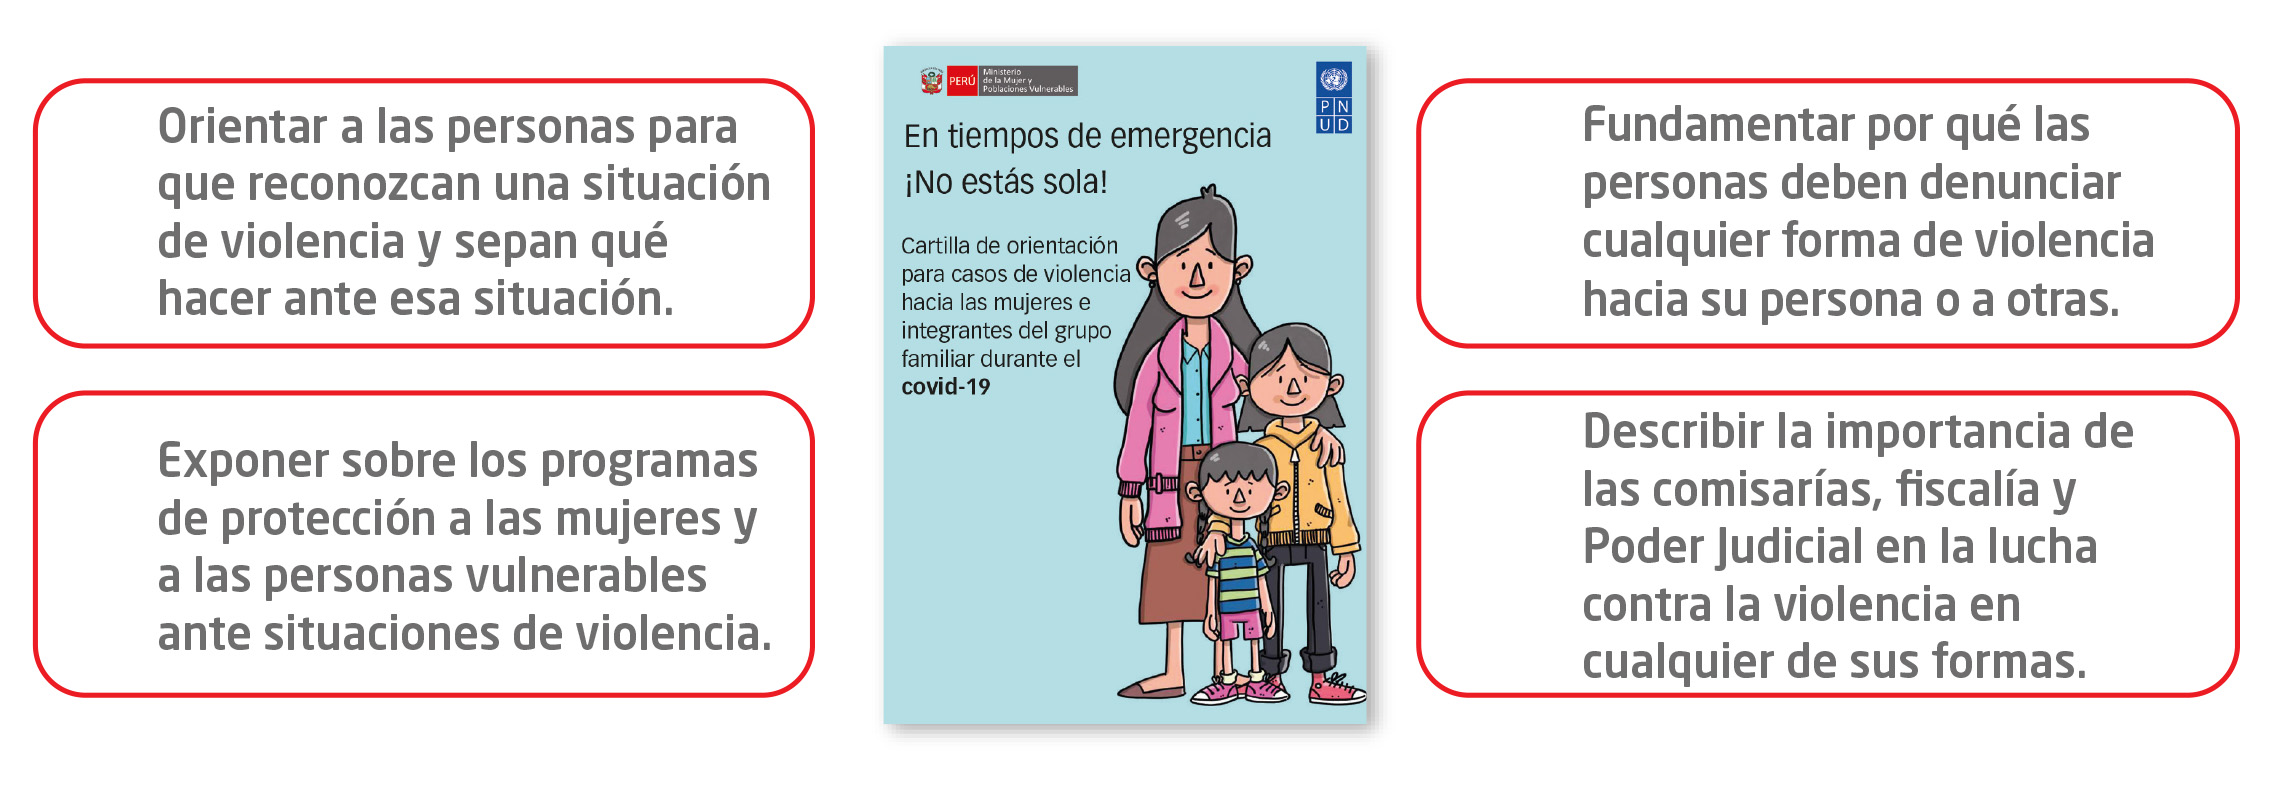 Orientar a las personas para
que reconozcan una situación
de violencia y sepan qué
hacer ante esa situación.
Exponer sobre los programas
de protección a las mujeres y
a las personas vulnerables
ante situaciones de violencia.
PERÚ
Ministerio
de la Mujer y
Poblaciones Vulnerables
P N
U D
En tiempos de emergencia
¡No estás sola!
Cartilla de orientación
para casos de violencia
hacia las mujeres e
integrantes del grupo
familiar durante el
covid-19
Fundamentar por qué las
personas deben denunciar
cualquier forma de violencia
hacia su persona o a otras.
Describir la importancia de
las comisarías, fiscalía y
Poder Judicial en la lucha
contra la violencia en
cualquier de sus formas.